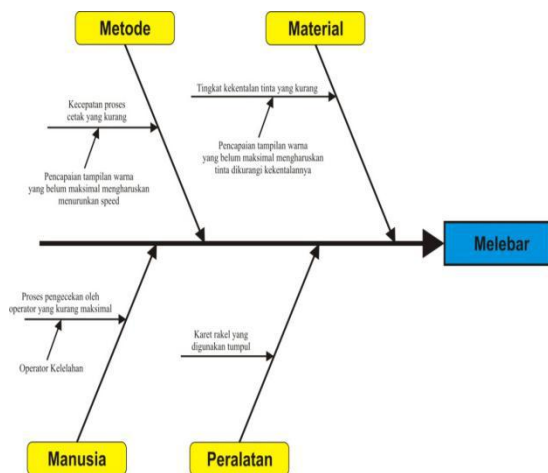 Metode
Material
Kecepatan proses
cetak yang kurang
Pencapaian tampilan warna
yang belum maksimal mengharuskan
menurunkan speed
Tingkat kekentalan tinta yang kurang
Pencapaian tampilan warna
yang belum maksimal mengharuskan
tinta dikurangi kekentalannya
Melebar
Proses pengecekan oleh
operator yang kurang maksimal
Operator Kelelahan
Karet rakel yang
digunakan tumpul
Manusia
Peralatan